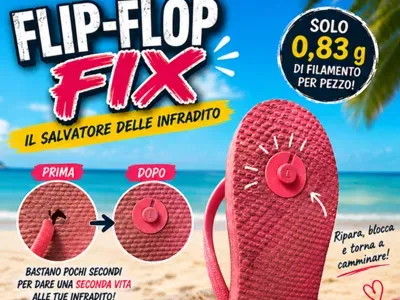 FLIP-FLOP
FIX
IL SALVATORE DELLE INFRADITO
SOLO
0,83 g
DI FILAMENTO
PER PEZZO!
PRIMA
DOPO
BASTANO POCHI SECONDI
PER DARE UNA SECONDA VITA
ALLE TUE INFRADITO!
Ripara, blocca
e torna a
camminare!